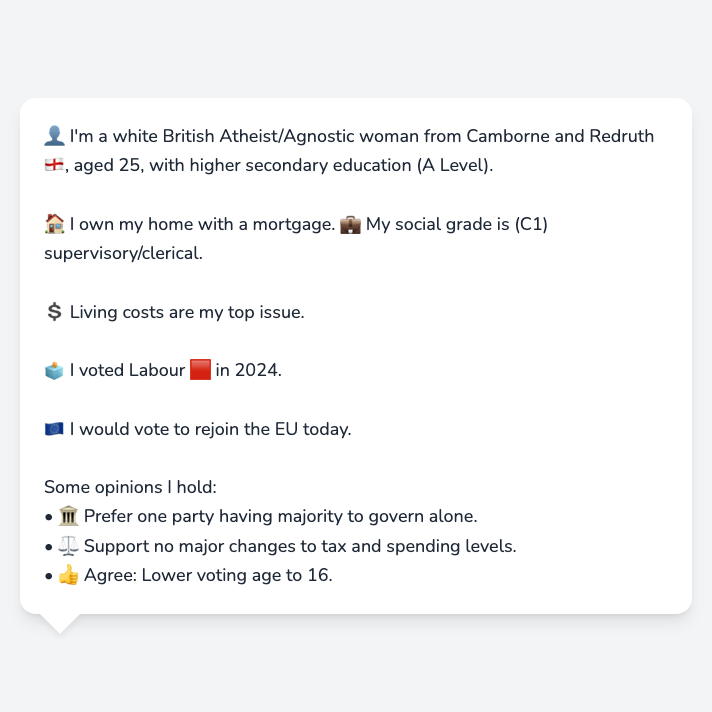 👤 I'm a white British Atheist/Agnostic woman from Camborne and Redruth
🏴󠁧󠁢󠁥󠁮󠁧󠁿, aged 25, with higher secondary education (A Level).
🏠 I own my home with a mortgage. 💼 My social grade is (C1)
supervisory/clerical.
💲 Living costs are my top issue.
🗳️ I voted Labour 🟥 in 2024.
🇪🇺 I would vote to rejoin the EU today.
Some opinions I hold:
• 🏛️ Prefer one party having majority to govern alone.
• ⚖️ Support no major changes to tax and spending levels.
• 👍 Agree: Lower voting age to 16.